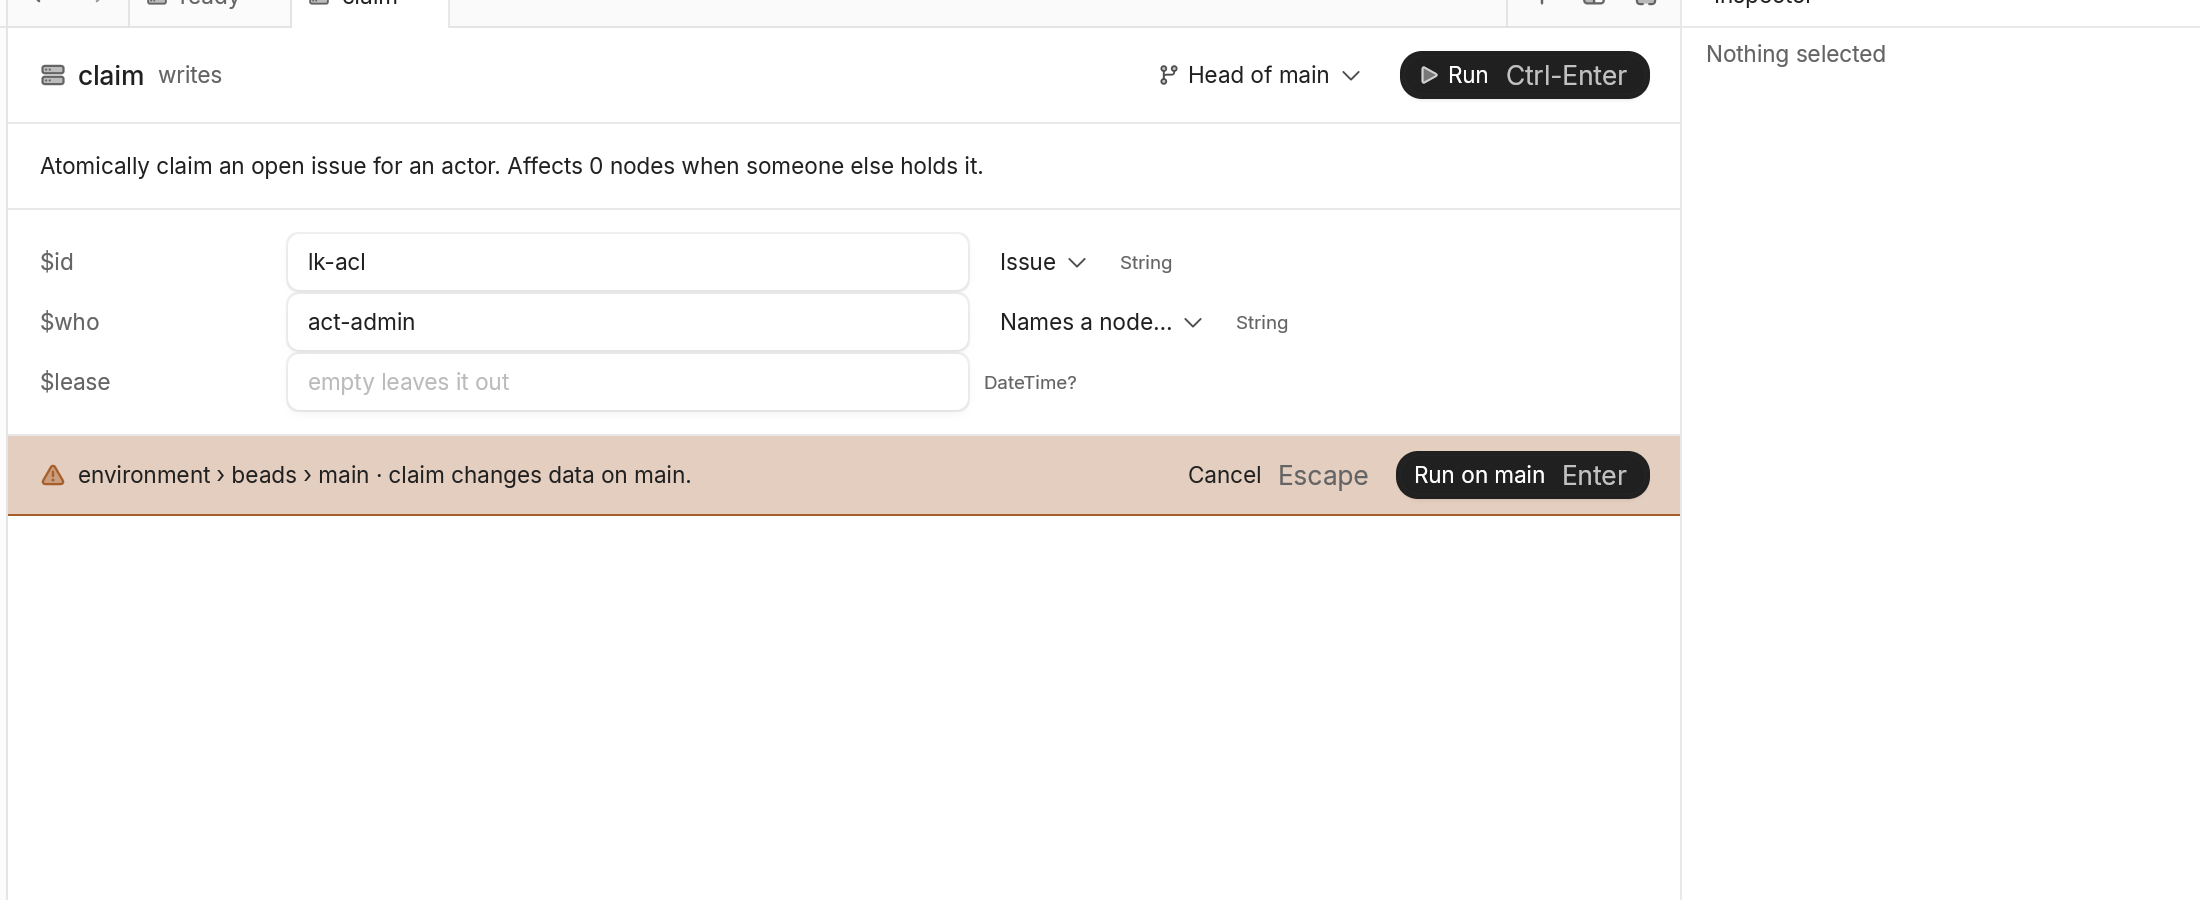 ready
claim
Inspector
claim writes
Head of main
Run Ctrl-Enter
Nothing selected
Atomically claim an open issue for an actor. Affects 0 nodes when someone else holds it.
$id
lk-acl
Issue
String
$who
act-admin
Names a node...
String
$lease
empty leaves it out
DateTime?
environment › beads › main · claim changes data on main.
Cancel Escape
Run on main Enter